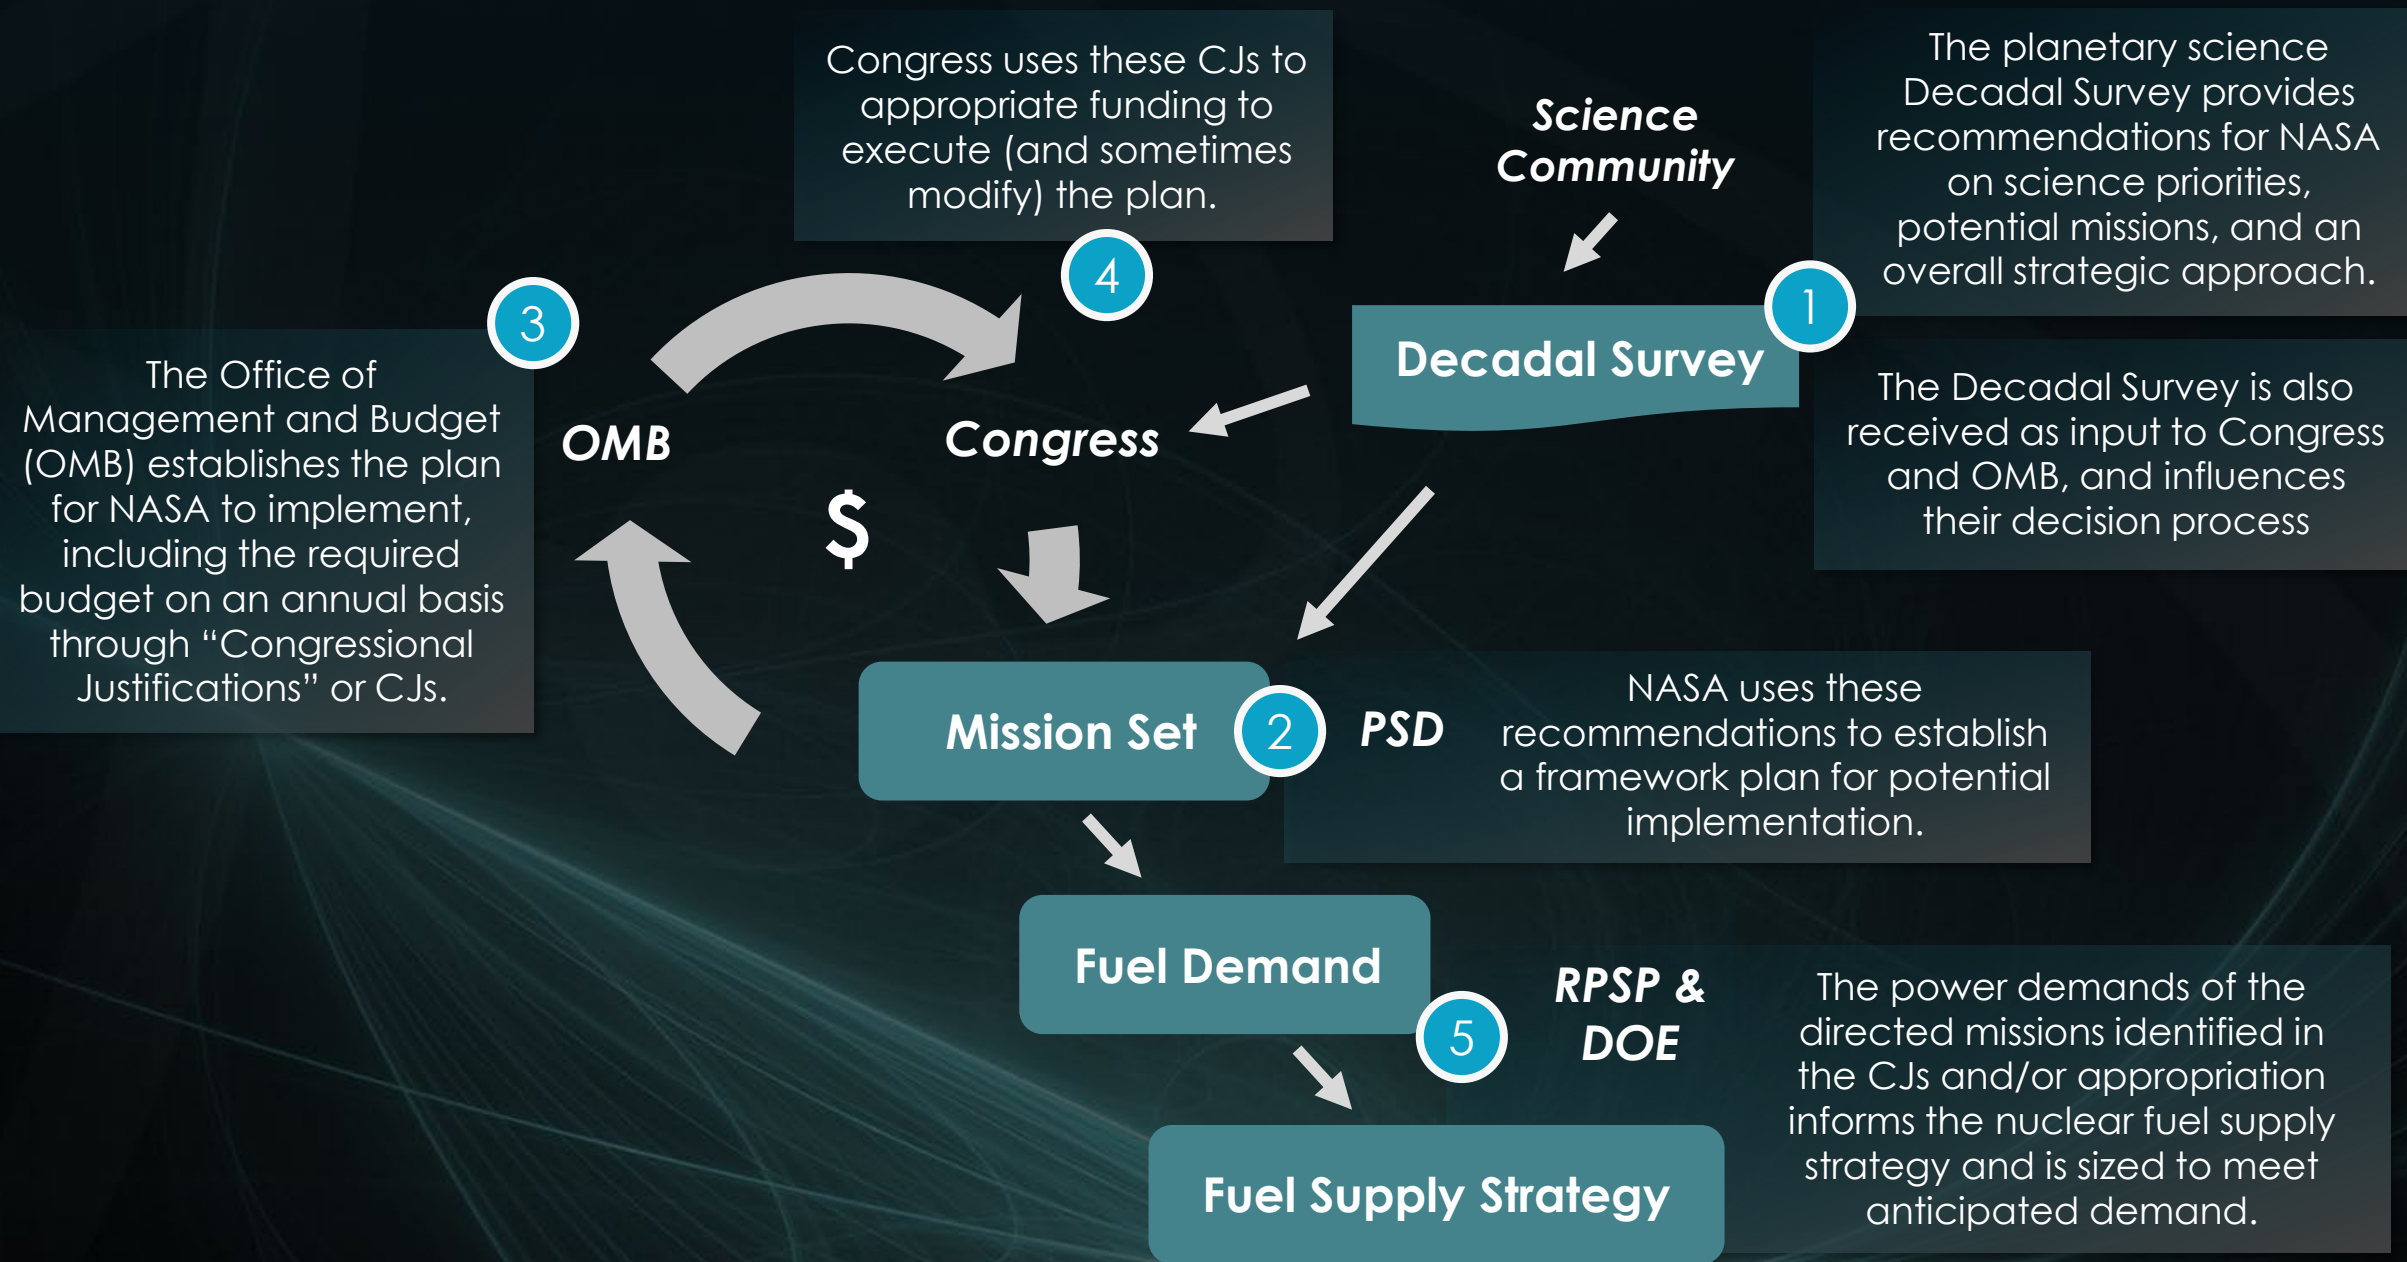 Congress uses these CJs to
appropriate funding to
execute (and sometimes
modify) the plan.
4
Science
Community
The planetary science
Decadal Survey provides
recommendations for NASA
on science priorities,
potential missions, and an
overall strategic approach.
1
Decadal Survey
The Decadal Survey is also
received as input to Congress
and OMB, and influences
their decision process
3
The Office of
Management and Budget
(OMB) establishes the plan
for NASA to implement,
including the required
budget on an annual basis
through “Congressional
Justifications” or CJs.
OMB
$
Congress
Mission Set
2
PSD
NASA uses these
recommendations to establish
a framework plan for potential
implementation.
Fuel Demand
5
RPSP &
DOE
The power demands of the
directed missions identified in
the CJs and/or appropriation
informs the nuclear fuel supply
strategy and is sized to meet
anticipated demand.
Fuel Supply Strategy